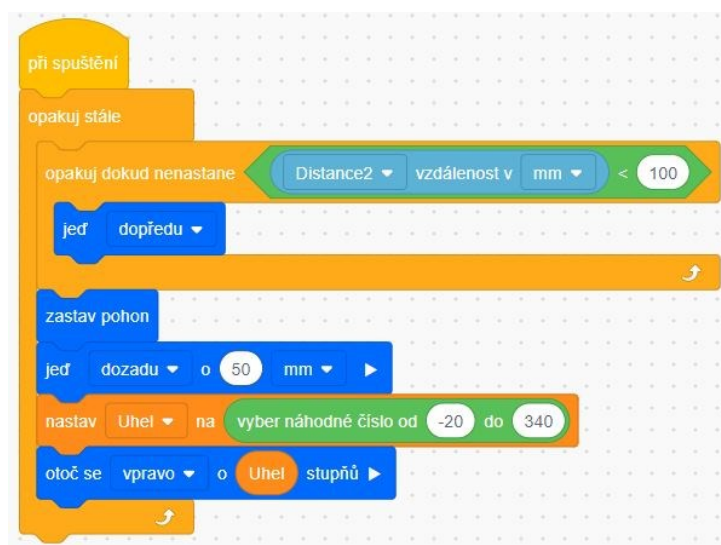 při spuštění
opakuj stále
opakuj dokud nenastane Distance2 vzdálenost v mm < 100
jeď dopředu
zastav pohon
jeď dozadu o 50 mm
nastav Uhel na vyber náhodné číslo od -20 do 340
otoč se vpravo o Uhel stupňů